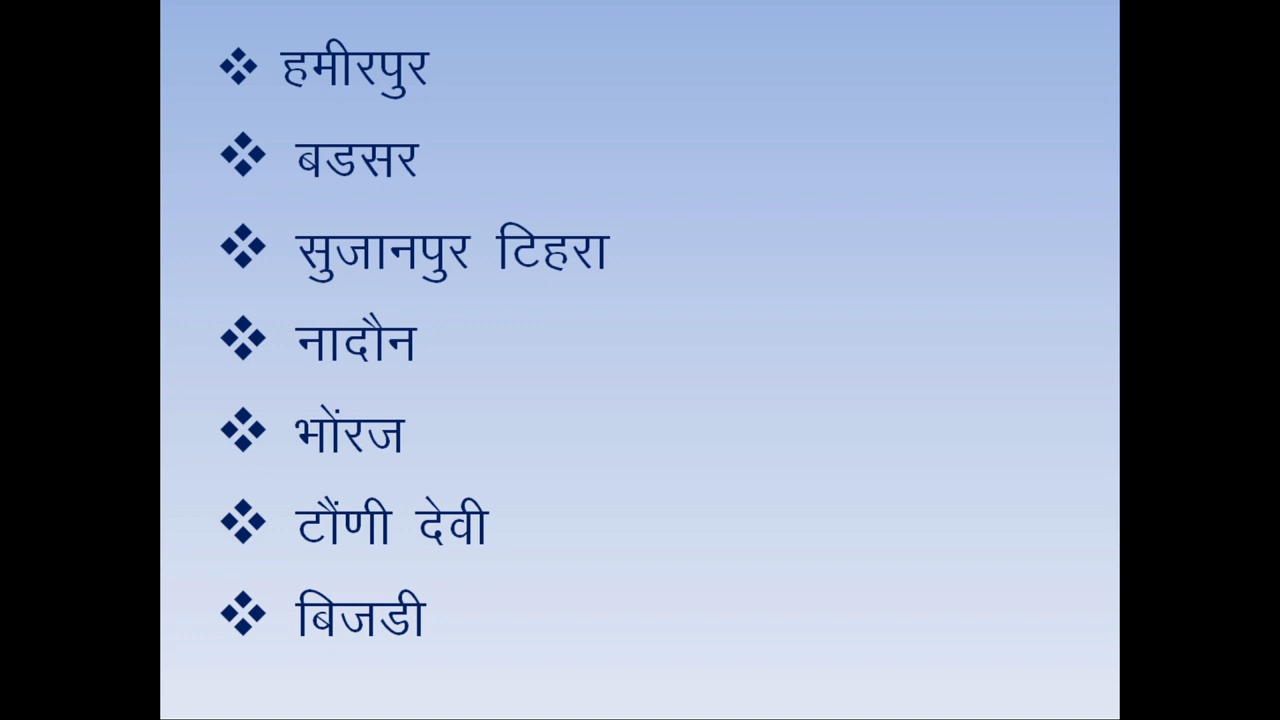 ❖ हमीरपुर
❖ बडसर
❖ सुजानपुर टिहरा
❖ नादौन
❖ भोंरज
❖ टौंणी देवी
❖ बिजडी